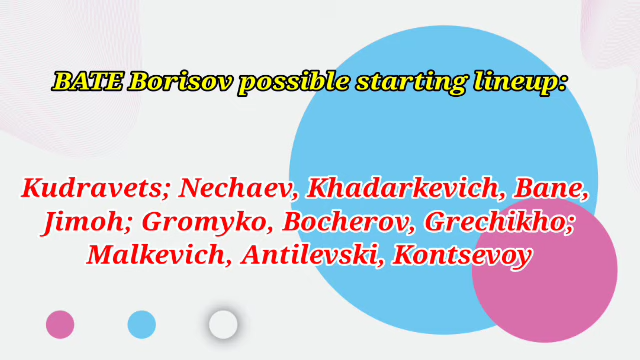 BATE Borisov possible starting lineup:
Kudravets; Nechaev, Khadarkevich, Bane,
Jimoh; Gromyko, Bocherov, Grechikho;
Malkevich, Antilevski, Kontsevoy